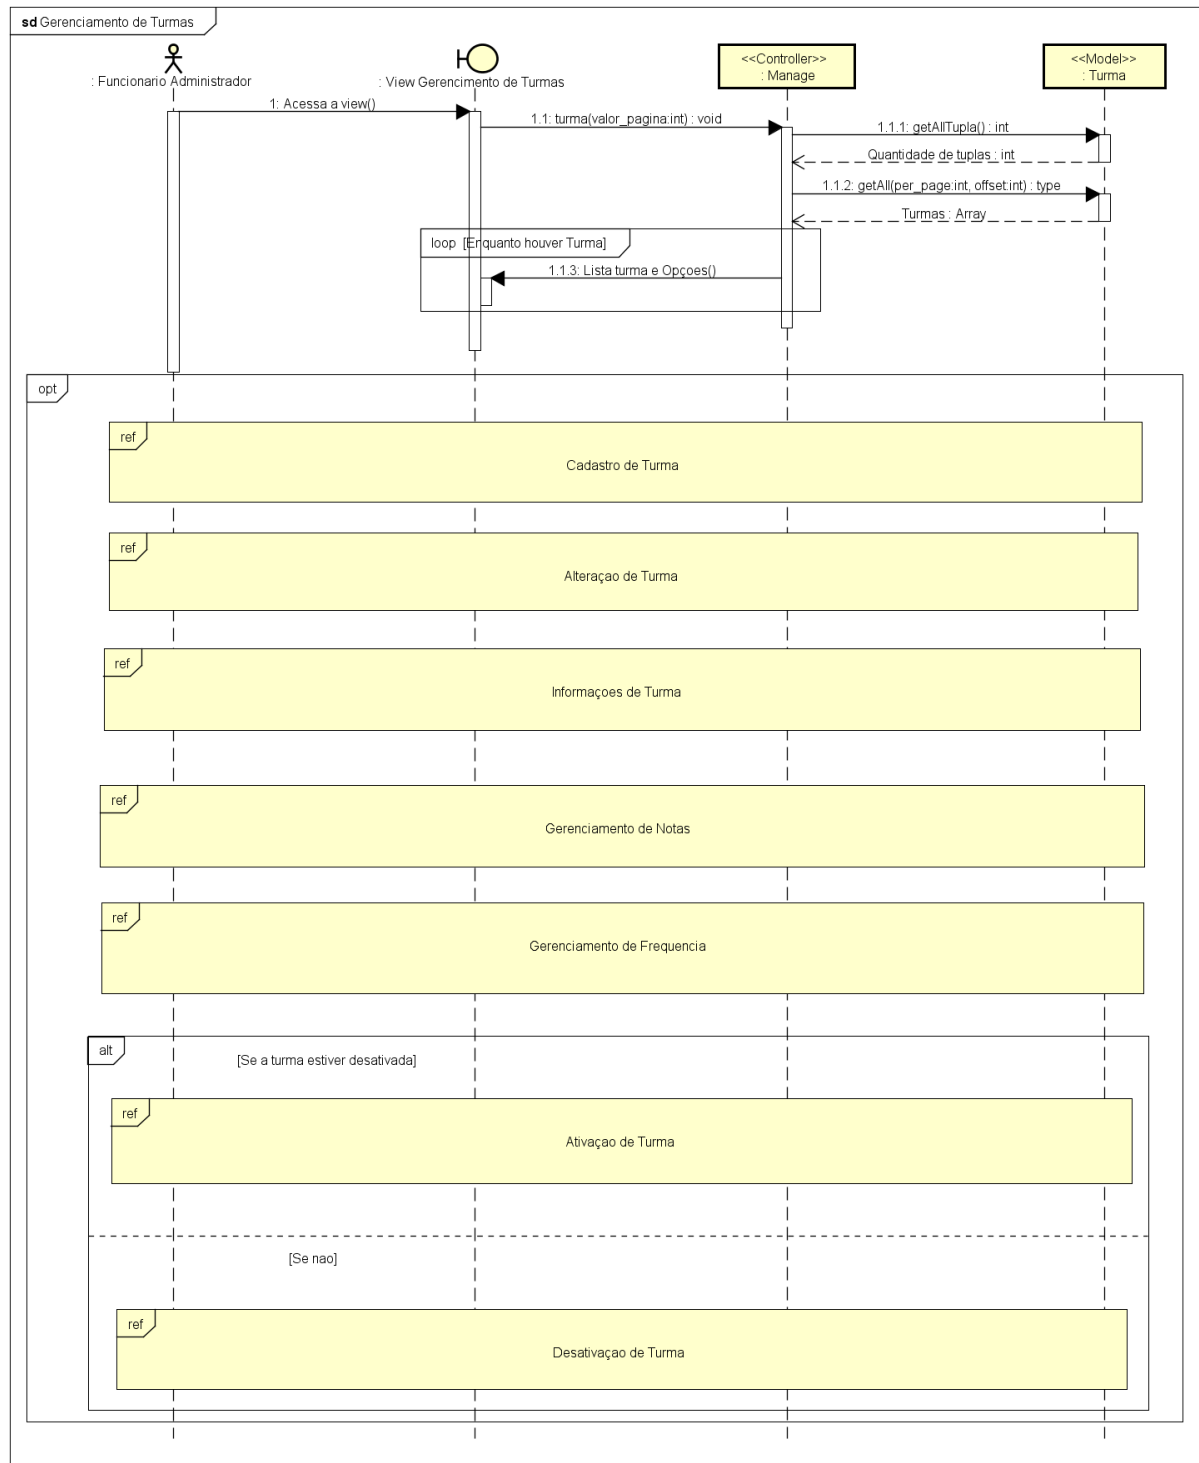 sd Gerenciamento de Turmas
: Funcionario Administrador
: View Gerencimento de Turmas
<<Controller>>
: Manage
<<Model>>
: Turma
1: Acessa a view()
1.1: turma(valor_pagina:int) : void
1.1.1: getAllTupla() : int
Quantidade de tuplas : int
1.1.2: getAll(per_page:int, offset:int) : type
Turmas : Array
loop [Enquanto houver Turma]
1.1.3: Lista turma e Opçoes()
opt
ref
Cadastro de Turma
ref
Alteraçao de Turma
ref
Informaçoes de Turma
ref
Gerenciamento de Notas
ref
Gerenciamento de Frequencia
alt
[Se a turma estiver desativada]
ref
Ativaçao de Turma
[Se nao]
ref
Desativaçao de Turma